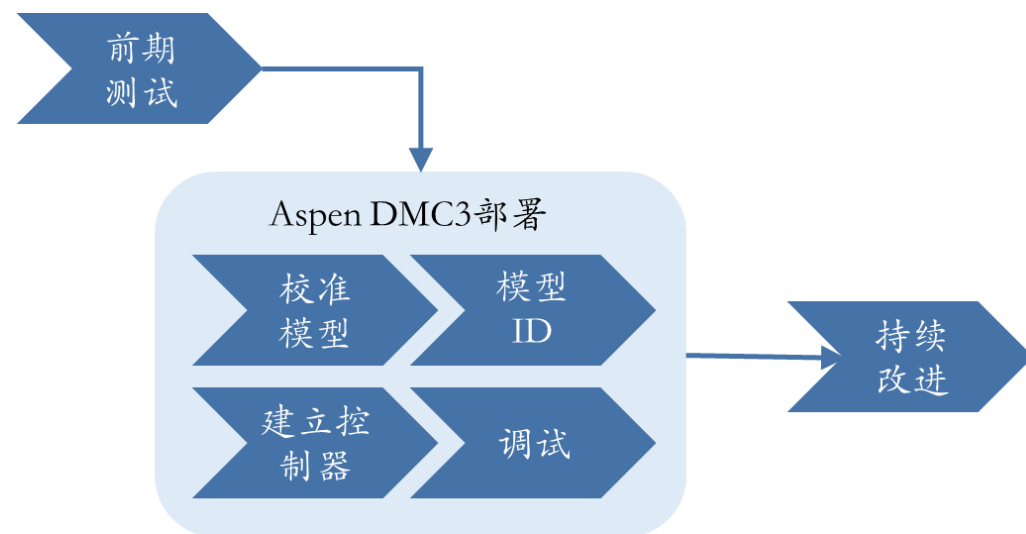 前期
测试
Aspen DMC3部署
校准
模型
模型
ID
建立控
制器
调试
持续
改进